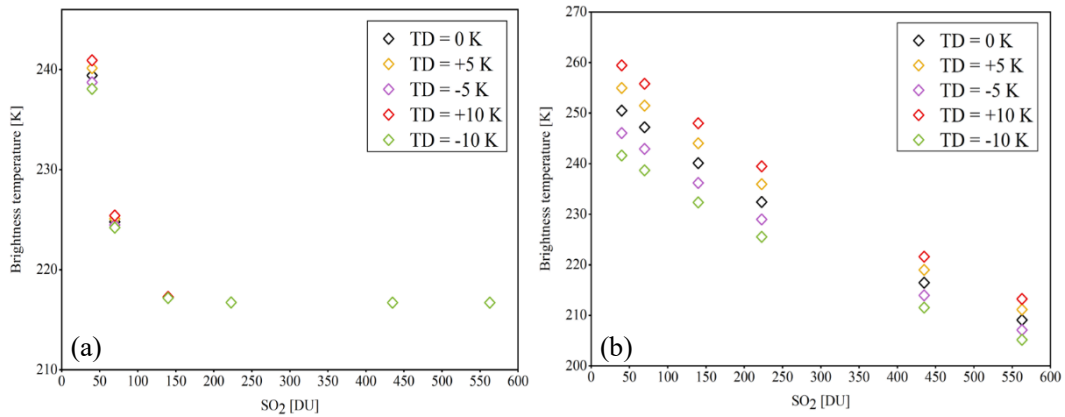 240
230
220
210
0 50 100 150 200 250 300 350 400 450 500 550 600
Brightness temperature [K]
SO2 [DU]
TD = 0 K
TD = +5 K
TD = -5 K
TD = +10 K
TD = -10 K
(a)
270
260
250
240
230
220
210
200
0 50 100 150 200 250 300 350 400 450 500 550 600
Brightness temperature [K]
SO2 [DU]
TD = 0 K
TD = +5 K
TD = -5 K
TD = +10 K
TD = -10 K
(b)